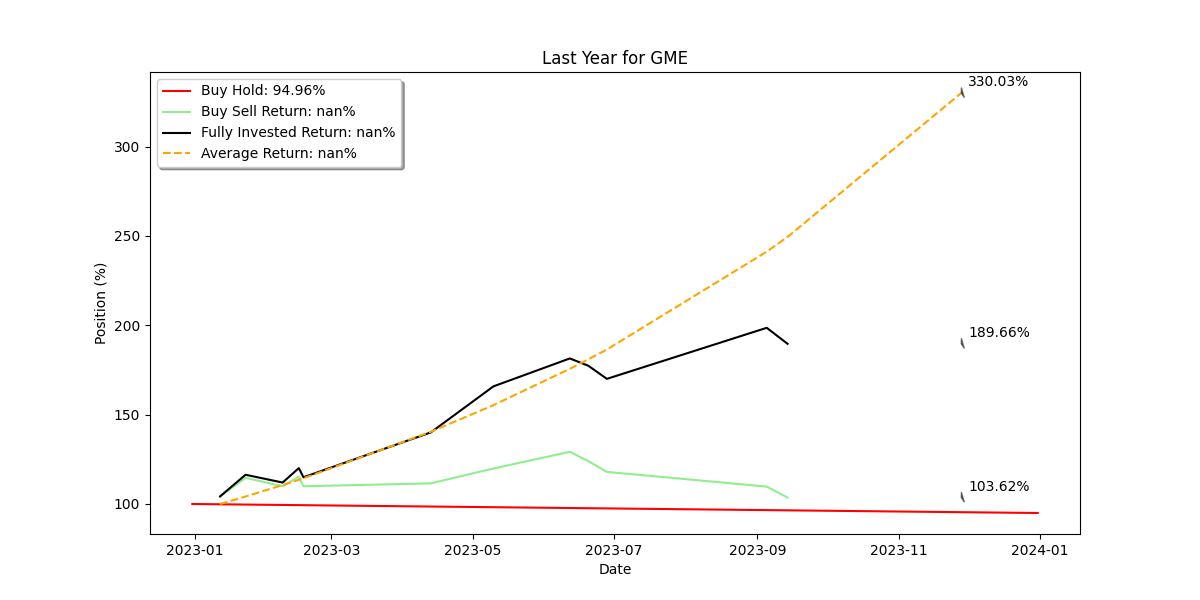 Last Year for GME
Buy Hold: 94.96%
Buy Sell Return: nan%
Fully Invested Return: nan%
Average Return: nan%
330.03%
189.66%
103.62%
Position (%)
300
250
200
150
100
2023-01
2023-03
2023-05
2023-07
2023-09
2023-11
2024-01
Date